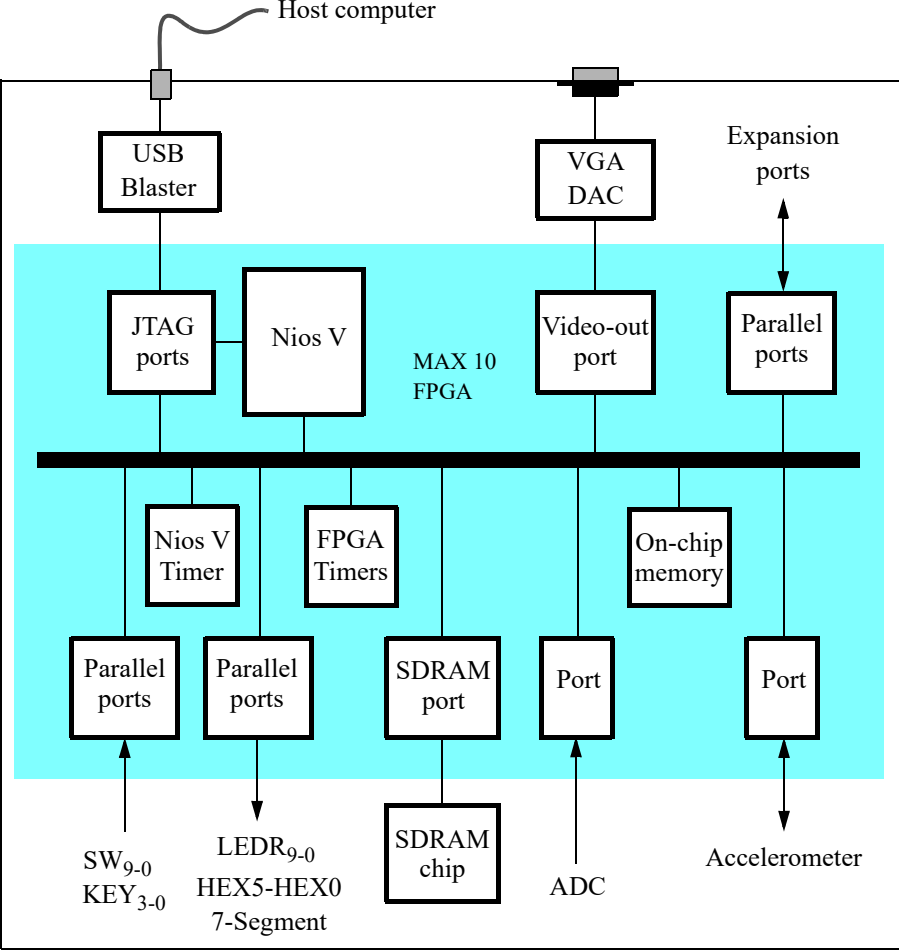 Host computer
USB
Blaster
VGA
DAC
Expansion
ports
JTAG
ports
Nios V
MAX 10
FPGA
Video-out
port
Parallel
ports
Nios V
Timer
FPGA
Timers
On-chip
memory
Parallel
ports
Parallel
ports
SDRAM
port
Port
Port
SW9-0
KEY3-0
LEDR9-0
HEX5-HEX0
7-Segment
SDRAM
chip
ADC
Accelerometer